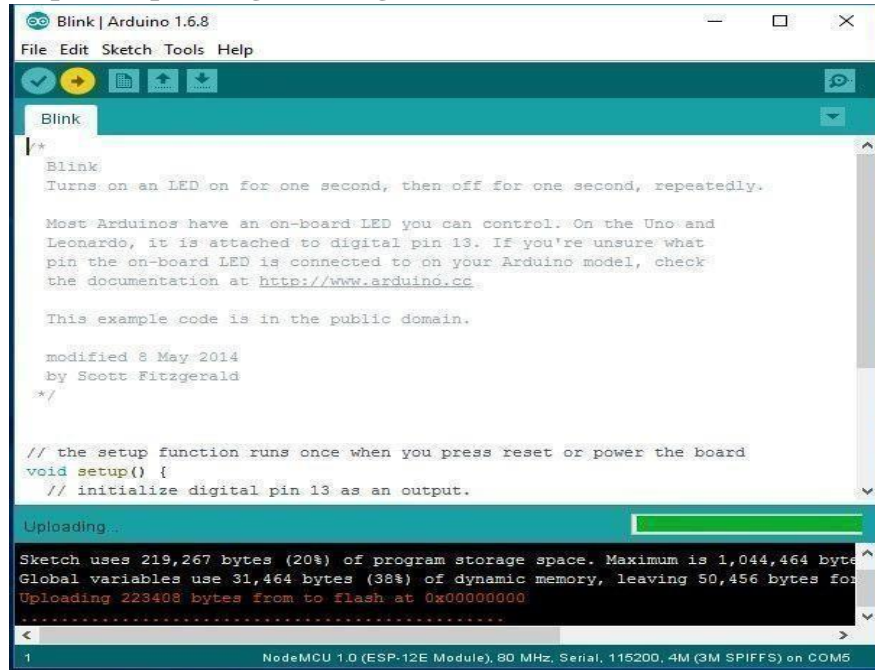 Blink | Arduino 1.6.8
File Edit Sketch Tools Help
Blink
/*
Blink
Turns on an LED on for one second, then off for one second, repeatedly.
Most Arduinos have an on-board LED you can control. On the Uno and
Leonardo, it is attached to digital pin 13. If you're unsure what
pin the on-board LED is connected to on your Arduino model, check
the documentation at http://www.arduino.cc
This example code is in the public domain.
modified 8 May 2014
by Scott Fitzgerald
*/
// the setup function runs once when you press reset or power the board
void setup() {
// initialize digital pin 13 as an output.
Uploading...
Sketch uses 219,267 bytes (20%) of program storage space. Maximum is 1,044,464 byte
Global variables use 31,464 bytes (38%) of dynamic memory, leaving 50,456 bytes for
Uploading 223408 bytes from to flash at 0x00000000
................................................
1 NodeMCU 1.0 (ESP-12E Module), 80 MHz, Serial, 115200, 4M (3M SPIFFS) on COM5